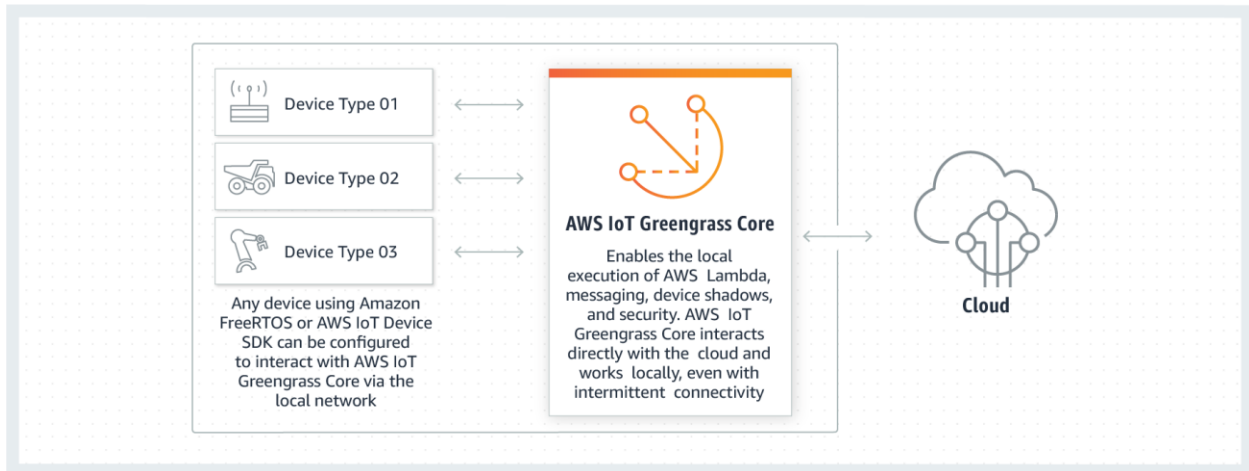 Device Type 01
Device Type 02
Device Type 03
Any device using Amazon
FreeRTOS or AWS IoT Device
SDK can be configured
to interact with AWS IoT
Greengrass Core via the
local network
AWS IoT Greengrass Core
Enables the local
execution of AWS Lambda,
messaging, device shadows,
and security. AWS IoT
Greengrass Core interacts
directly with the cloud and
works locally, even with
intermittent connectivity
Cloud